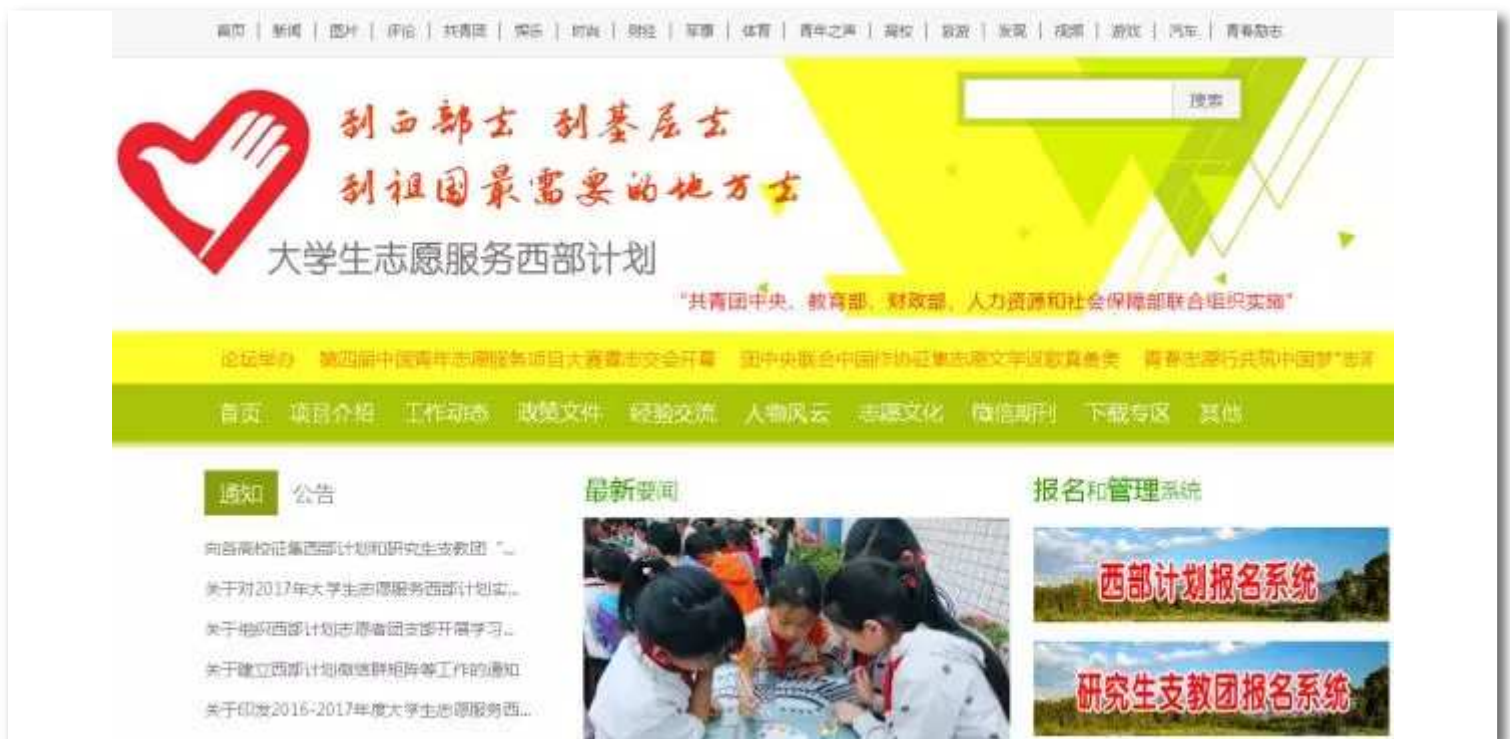 首页 | 新闻 | 图片 | 评论 | 共青团 | 娱乐 | 时尚 | 财经 | 军事 | 体育 | 青年之声 | 高校 | 旅游 | 发现 | 视频 | 游戏 | 汽车 | 青春励志
搜索
到西部去 到基层去
到祖国最需要的地方去
大学生志愿服务西部计划
“共青团中央、教育部、财政部、人力资源和社会保障部联合组织实施”
论坛举办 第四届中国青年志愿服务项目大赛暨志交会开幕 团中央联合中国作协征集志愿文学讴歌真善美 青春志愿行共筑中国梦"志
首页 项目介绍 工作动态 政策文件 经验交流 人物风云 志愿文化 微信期刊 下载专区 其他
通知 公告
向各高校征集西部计划和研究生支教团“...
关于对2017年大学生志愿服务西部计划实...
关于组织西部计划志愿者团支部开展学习...
关于建立西部计划微信群矩阵等工作的通知
关于印发2016-2017年度大学生志愿服务西...
最新要闻
报名和管理系统
西部计划报名系统
研究生支教团报名系统